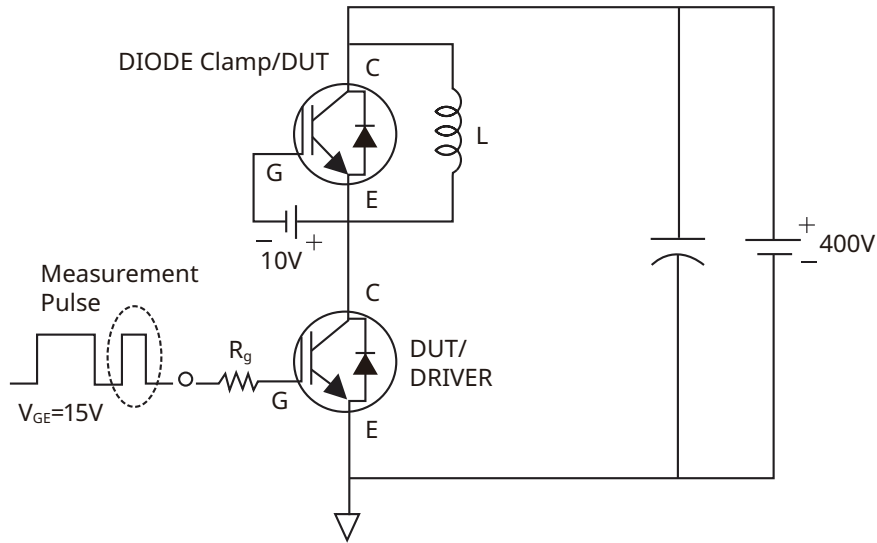 DIODE Clamp/DUT
C
L
G
E
− +
10V
+
400V
−
Measurement
Pulse
C
Rg
DUT/
DRIVER
G
VGE=15V
E